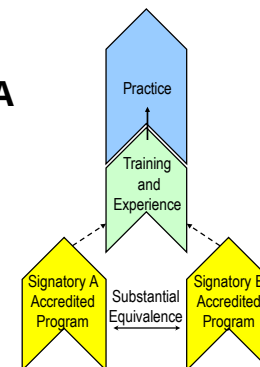 A
Practice
Training
and
Experience
Signatory A
Accredited
Program
Substantial
Equivalence
Signatory B
Accredited
Program